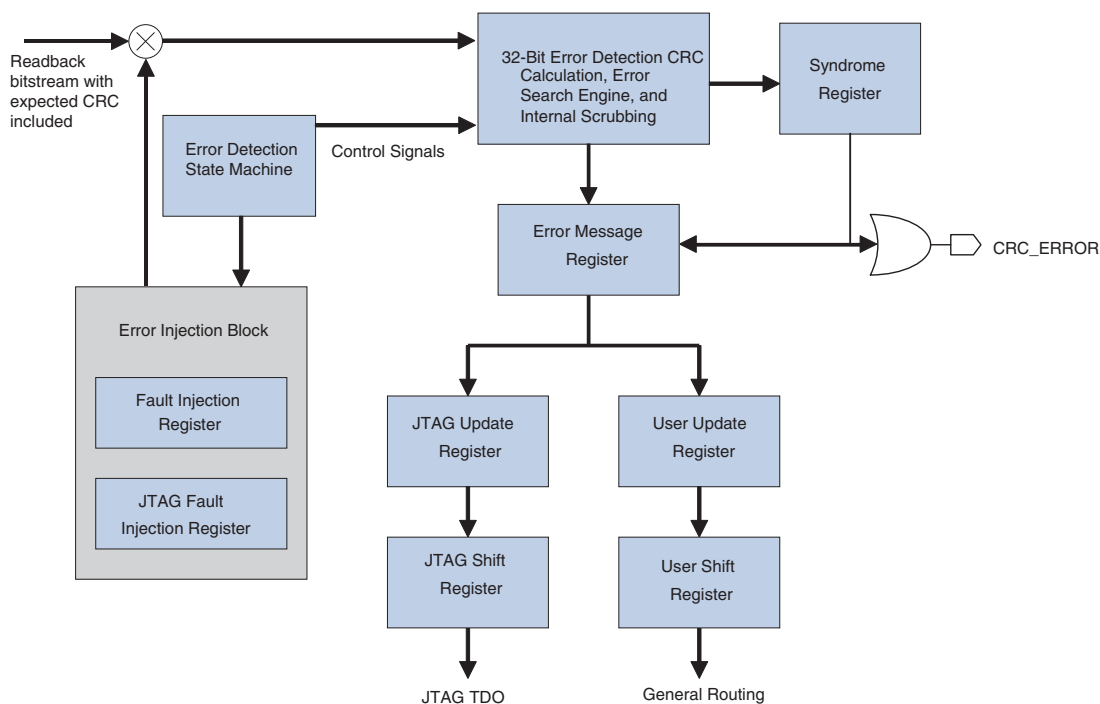 Readback
bitstream with
expected CRC
included
32-Bit Error Detection CRC
Calculation, Error
Search Engine, and
Internal Scrubbing
Syndrome
Register
Error Detection
State Machine
Control Signals
Error Message
Register
CRC_ERROR
Error Injection Block
Fault Injection
Register
JTAG Fault
Injection Register
JTAG Update
Register
User Update
Register
JTAG Shift
Register
User Shift
Register
JTAG TDO
General Routing